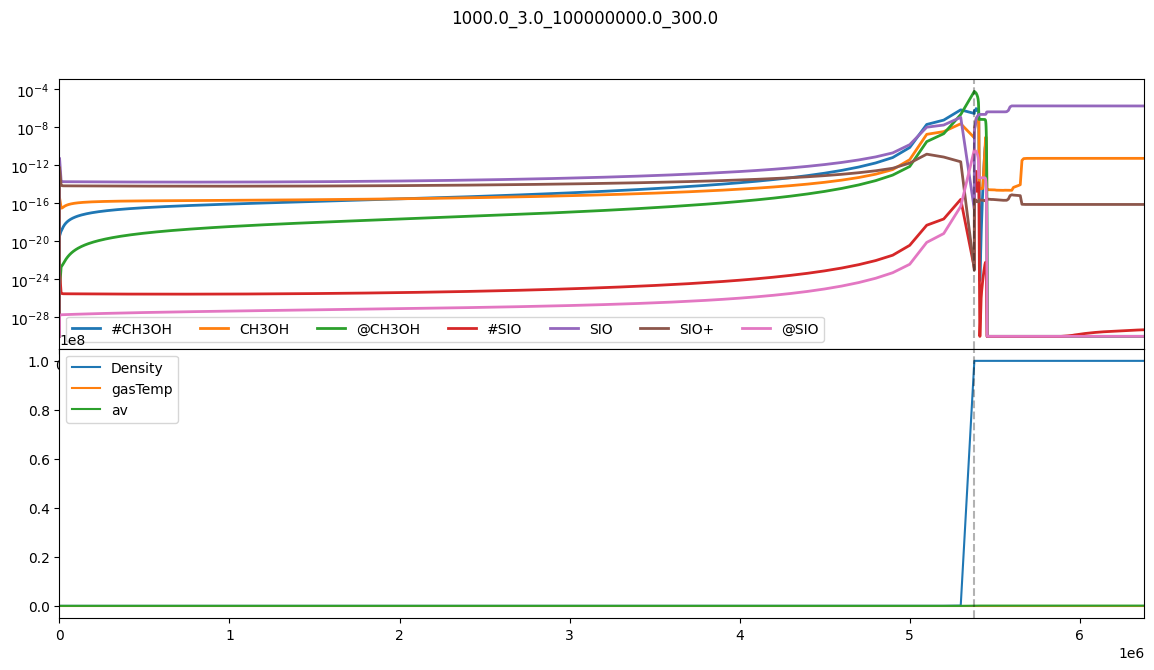 1000.0_3.0_100000000.0_300.0
10⁻⁴
10⁻⁸
10⁻¹²
10⁻¹⁶
10⁻²⁰
10⁻²⁴
10⁻²⁸
#CH3OH CH3OH @CH3OH #SIO SIO SIO+ @SIO
1e8
1.0
0.8
0.6
0.4
0.2
0.0
Density
gasTemp
av
0 1 2 3 4 5 6
1e6